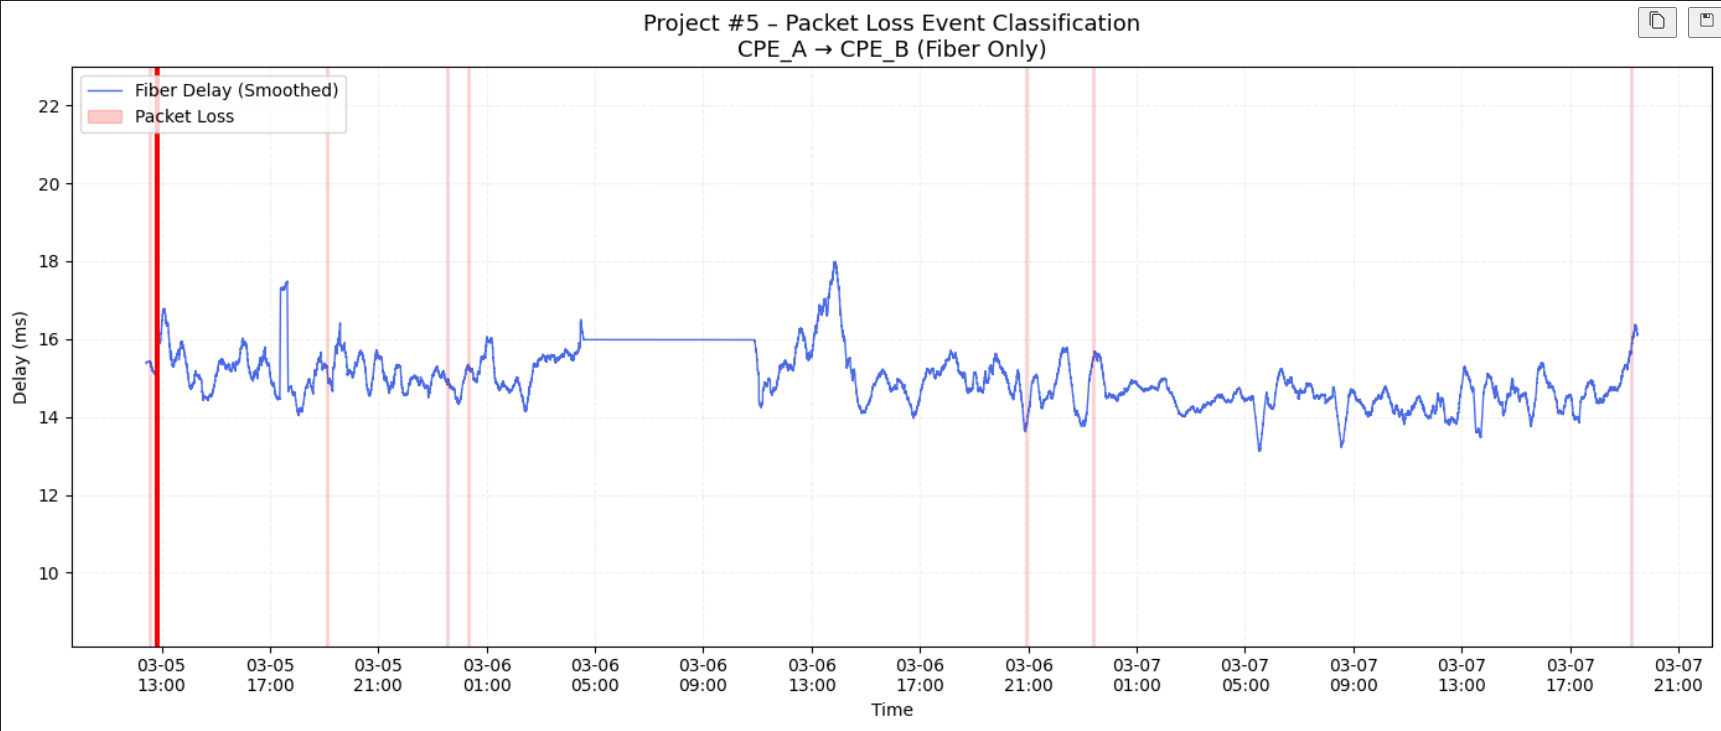 Project #5 – Packet Loss Event Classification
CPE_A → CPE_B (Fiber Only)
Fiber Delay (Smoothed)
Packet Loss
Delay (ms)
22
20
18
16
14
12
10
03-05 03-05 03-05 03-06 03-06 03-06 03-06 03-06 03-06 03-07 03-07 03-07 03-07 03-07 03-07
13:00 17:00 21:00 01:00 05:00 09:00 13:00 17:00 21:00 01:00 05:00 09:00 13:00 17:00 21:00
Time